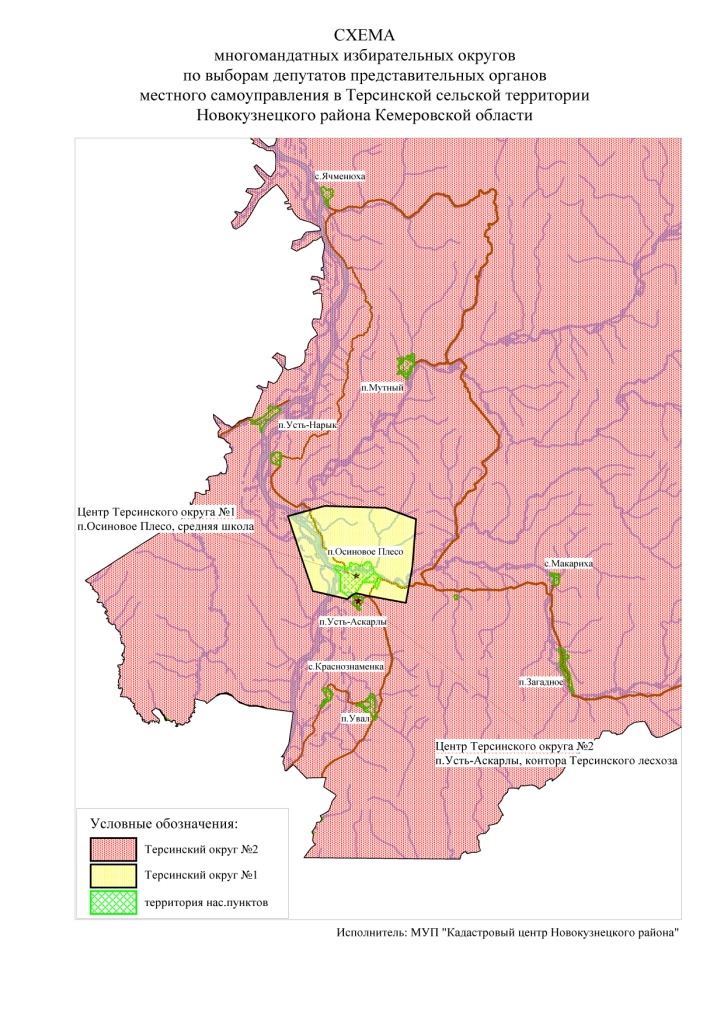 СХЕМА
многомандатных избирательных округов
по выборам депутатов представительных органов
местного самоуправления в Терсинской сельской территории
Новокузнецкого района Кемеровской области
с.Ячменюха
п.Мутный
п.Усть-Нарык
Центр Терсинского округа №1
п.Осиновое Плесо, средняя школа
п.Осиновое Плесо
с.Макариха
п.Усть-Аскарлы
с.Краснознаменка
п.Загадное
п.Увал
Центр Терсинского округа №2
п.Усть-Аскарлы, контора Терсинского лесхоза
Условные обозначения:
Терсинский округ №2
Терсинский округ №1
территория нас.пунктов
Исполнитель: МУП "Кадастровый центр Новокузнецкого района"